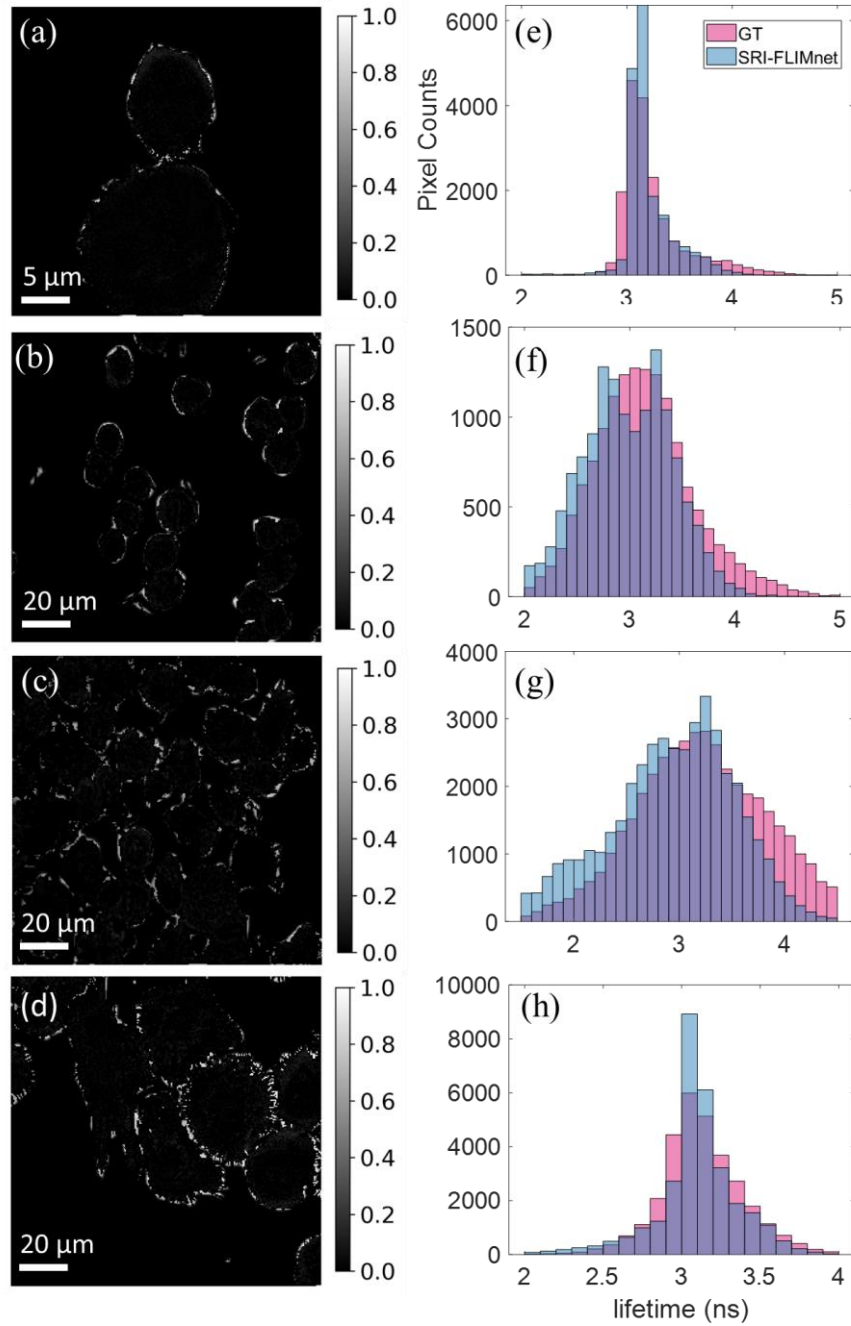 (a)
1.0
0.8
0.6
0.4
0.2
0.0
5 µm
(e)
GT
SRI-FLIMnet
Pixel Counts
6000
4000
2000
0
2 3 4 5
(b)
1.0
0.8
0.6
0.4
0.2
0.0
20 µm
(f)
1500
1000
500
0
2 3 4 5
(c)
1.0
0.8
0.6
0.4
0.2
0.0
20 µm
(g)
4000
3000
2000
1000
0
2 3 4
(d)
1.0
0.8
0.6
0.4
0.2
0.0
20 µm
(h)
10000
8000
6000
4000
2000
0
2 2.5 3 3.5 4
lifetime (ns)